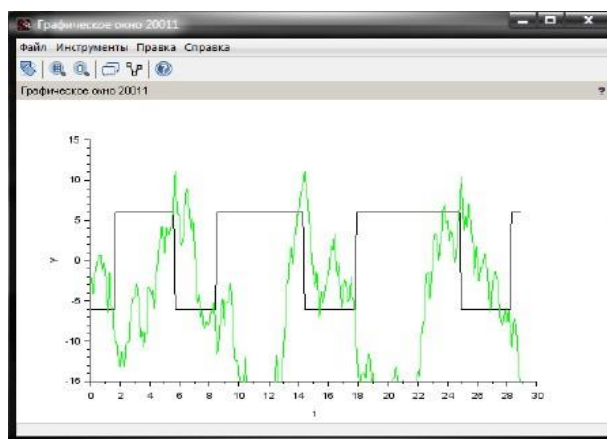 Графическое окно 20011
Файл Инструменты Правка Справка
Графическое окно 20011
?
15
10
5
0
-5
-10
-15
Y
0 2 4 6 8 10 12 14 16 18 20 22 24 26 28 30
t